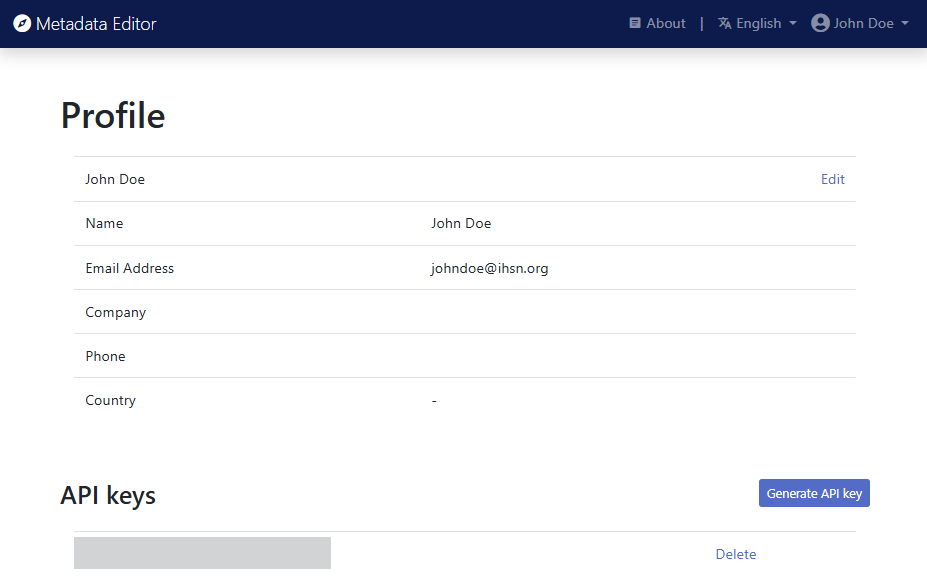 Metadata Editor About | English John Doe
Profile
John Doe Edit
Name John Doe
Email Address johndoe@ihsn.org
Company
Phone
Country -
API keys Generate API key
Delete